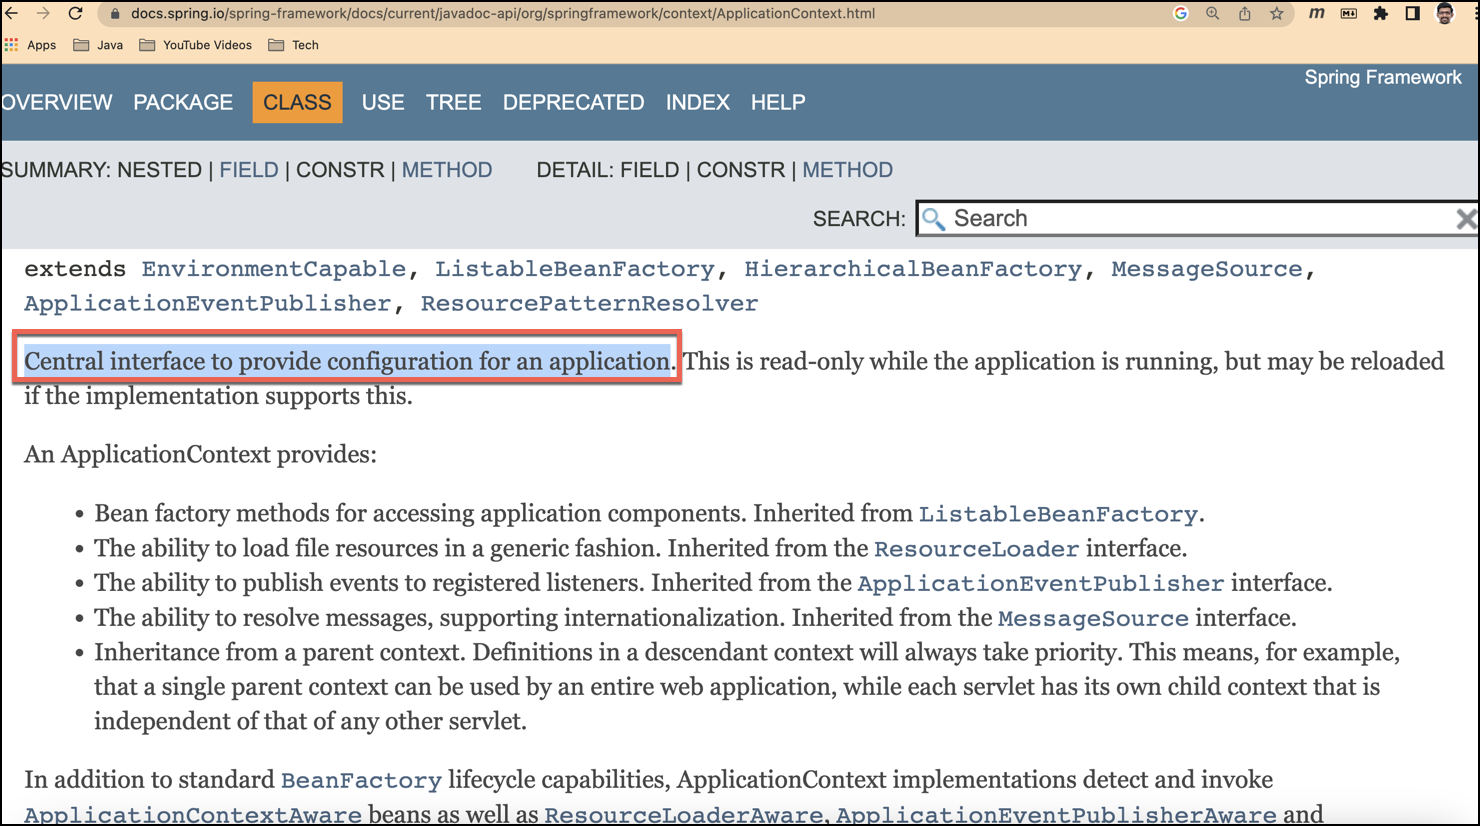 docs.spring.io/spring-framework/docs/current/javadoc-api/org/springframework/context/ApplicationContext.html
Apps Java YouTube Videos Tech
Spring Framework
OVERVIEW PACKAGE CLASS USE TREE DEPRECATED INDEX HELP
SUMMARY: NESTED | FIELD | CONSTR | METHOD DETAIL: FIELD | CONSTR | METHOD
SEARCH: Search
extends EnvironmentCapable, ListableBeanFactory, HierarchicalBeanFactory, MessageSource,
ApplicationEventPublisher, ResourcePatternResolver
Central interface to provide configuration for an application. This is read-only while the application is running, but may be reloaded
if the implementation supports this.
An ApplicationContext provides:
• Bean factory methods for accessing application components. Inherited from ListableBeanFactory.
• The ability to load file resources in a generic fashion. Inherited from the ResourceLoader interface.
• The ability to publish events to registered listeners. Inherited from the ApplicationEventPublisher interface.
• The ability to resolve messages, supporting internationalization. Inherited from the MessageSource interface.
• Inheritance from a parent context. Definitions in a descendant context will always take priority. This means, for example,
that a single parent context can be used by an entire web application, while each servlet has its own child context that is
independent of that of any other servlet.
In addition to standard BeanFactory lifecycle capabilities, ApplicationContext implementations detect and invoke
ApplicationContextAware beans as well as ResourceLoaderAware, ApplicationEventPublisherAware and